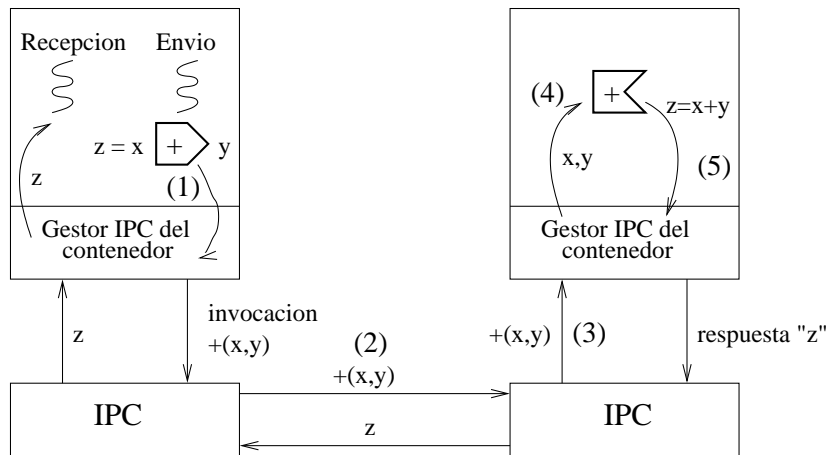 Recepcion
Envio
z = x
+
y
(1)
z
Gestor IPC del
contenedor
z
invocacion
+(x,y)
IPC
(2)
+(x,y)
z
(4)
+
z=x+y
x,y
(5)
Gestor IPC del
contenedor
+(x,y)
(3)
respuesta "z"
IPC